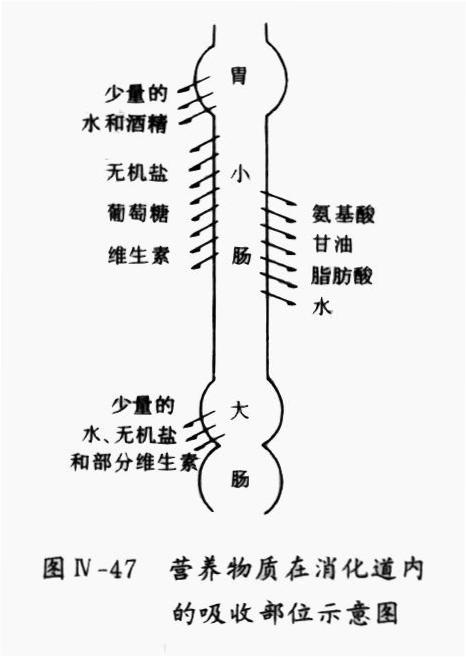 胃
少量的
水和酒精
无机盐
小
葡萄糖
氨基酸
甘油
维生素
肠
脂肪酸
水
少量的
大
水、无机盐
和部分维生素
肠
图Ⅳ-47 营养物质在消化道内
的吸收部位示意图